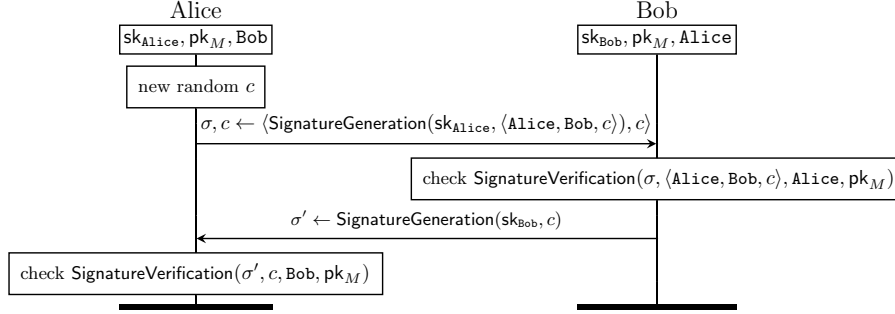 Alice Bob
sk_Alice, pk_M, Bob sk_Bob, pk_M, Alice
new random c
σ, c ← ⟨SignatureGeneration(sk_Alice, ⟨Alice, Bob, c⟩), c⟩
check SignatureVerification(σ, ⟨Alice, Bob, c⟩, Alice, pk_M)
σ′ ← SignatureGeneration(sk_Bob, c)
check SignatureVerification(σ′, c, Bob, pk_M)